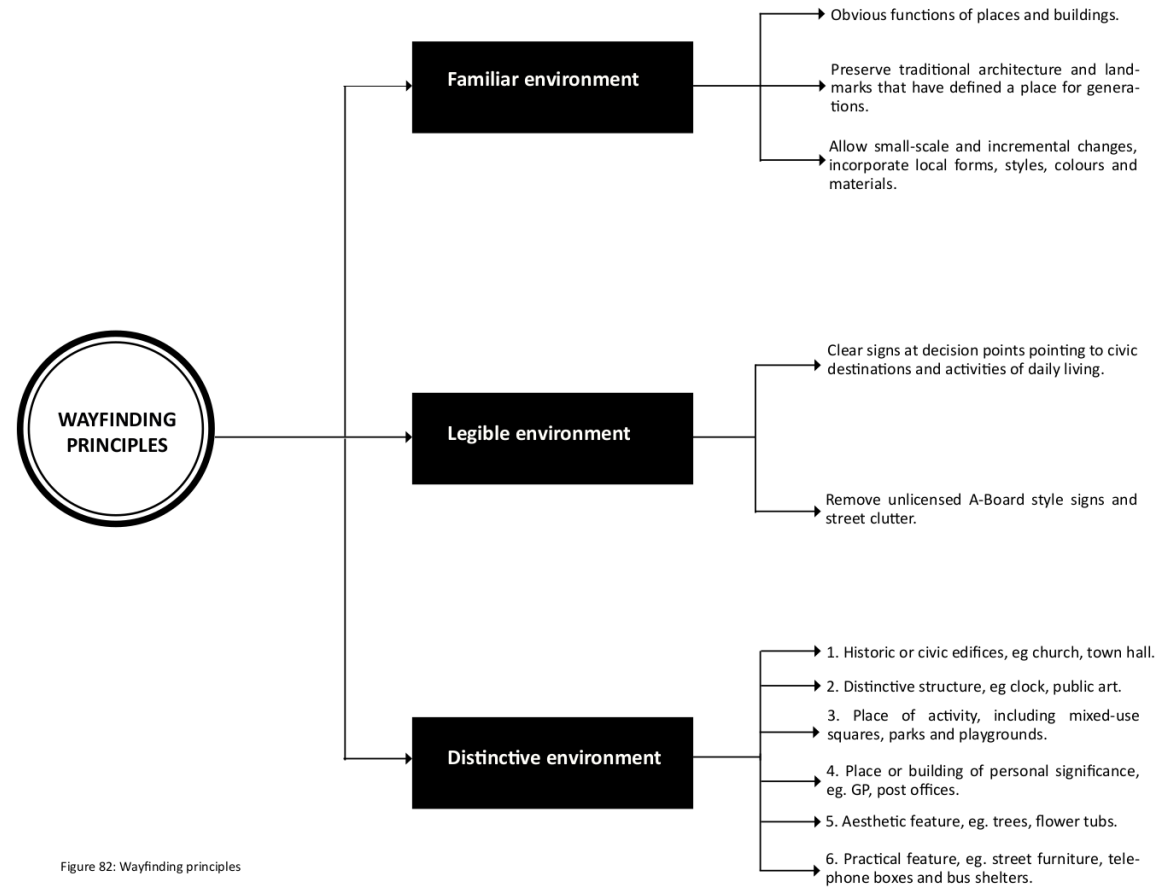 Obvious functions of places and buildings.
Familiar environment
Preserve traditional architecture and land-
marks that have defined a place for genera-
tions.
Allow small-scale and incremental changes,
incorporate local forms, styles, colours and
materials.
WAYFINDING
PRINCIPLES
Legible environment
Clear signs at decision points pointing to civic
destinations and activities of daily living.
Remove unlicensed A-Board style signs and
street clutter.
Distinctive environment
1. Historic or civic edifices, eg church, town hall.
2. Distinctive structure, eg clock, public art.
3. Place of activity, including mixed-use
squares, parks and playgrounds.
4. Place or building of personal significance,
eg. GP, post offices.
5. Aesthetic feature, eg. trees, flower tubs.
6. Practical feature, eg. street furniture, tele-
phone boxes and bus shelters.
Figure 82: Wayfinding principles